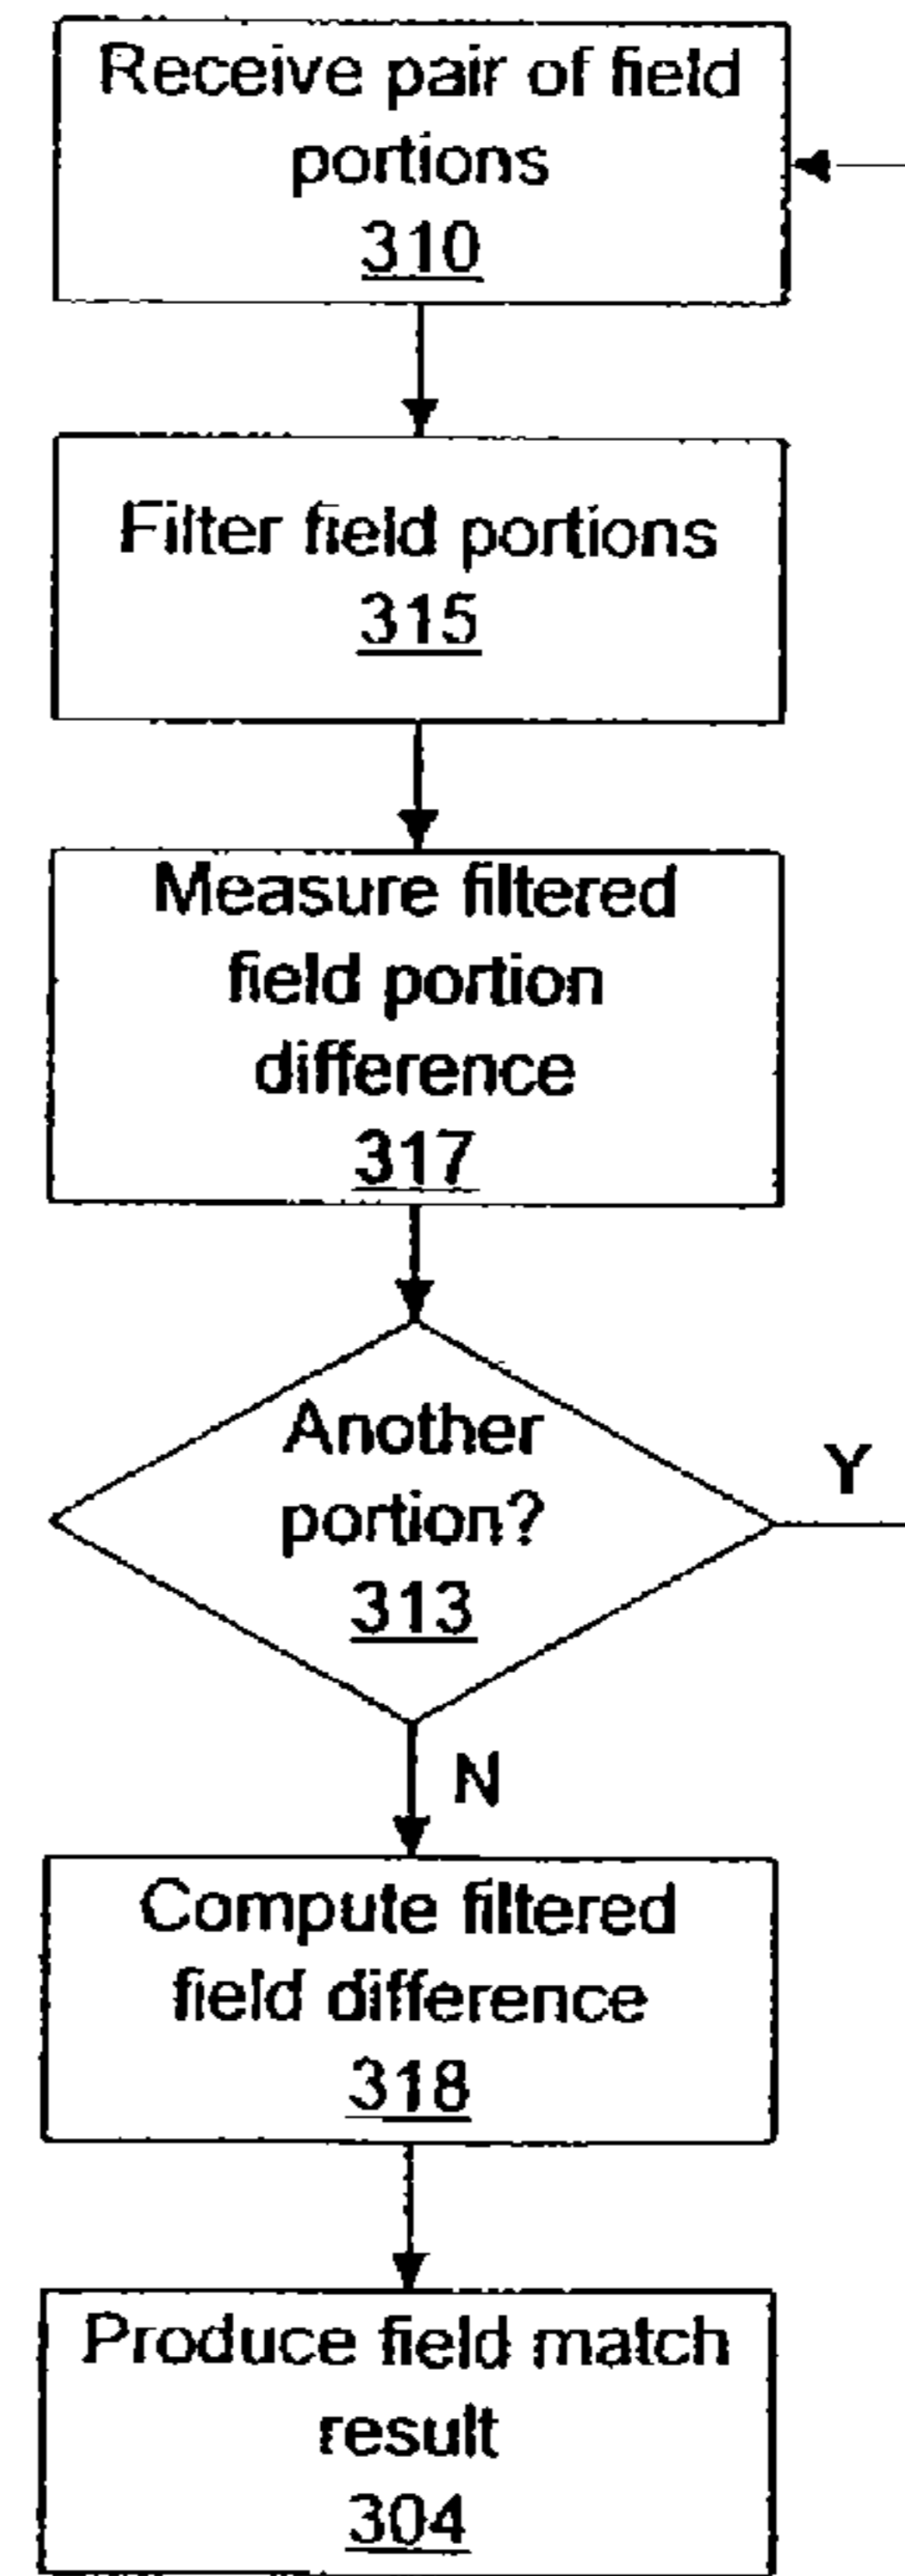 Receive pair of field
portions
310
Filter field portions
315
Measure filtered
field portion
difference
317
Another
portion?
313
Y
N
Compute filtered
field difference
318
Produce field match
result
304